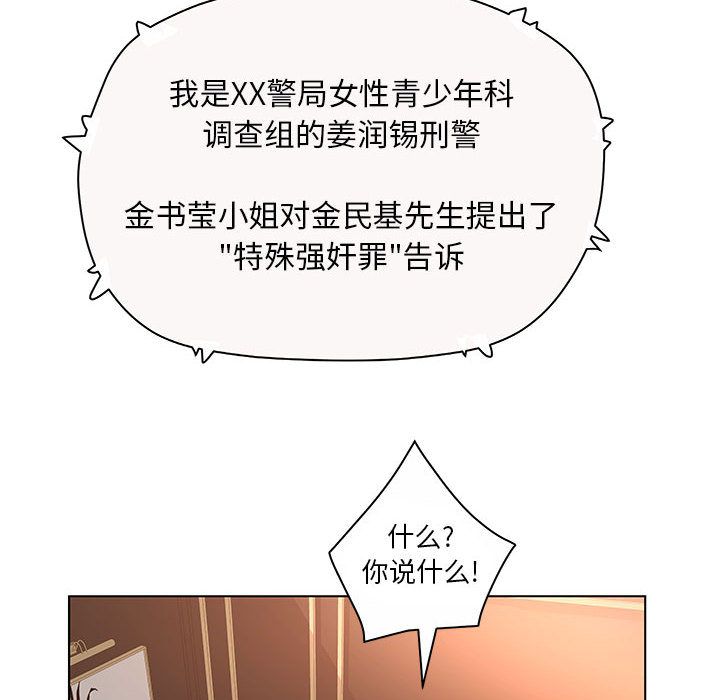 我是XX警局女性青少年科
调查组的姜润锡刑警
金书莹小姐对金民基先生提出了
"特殊强奸罪"告诉
什么?
你说什么!